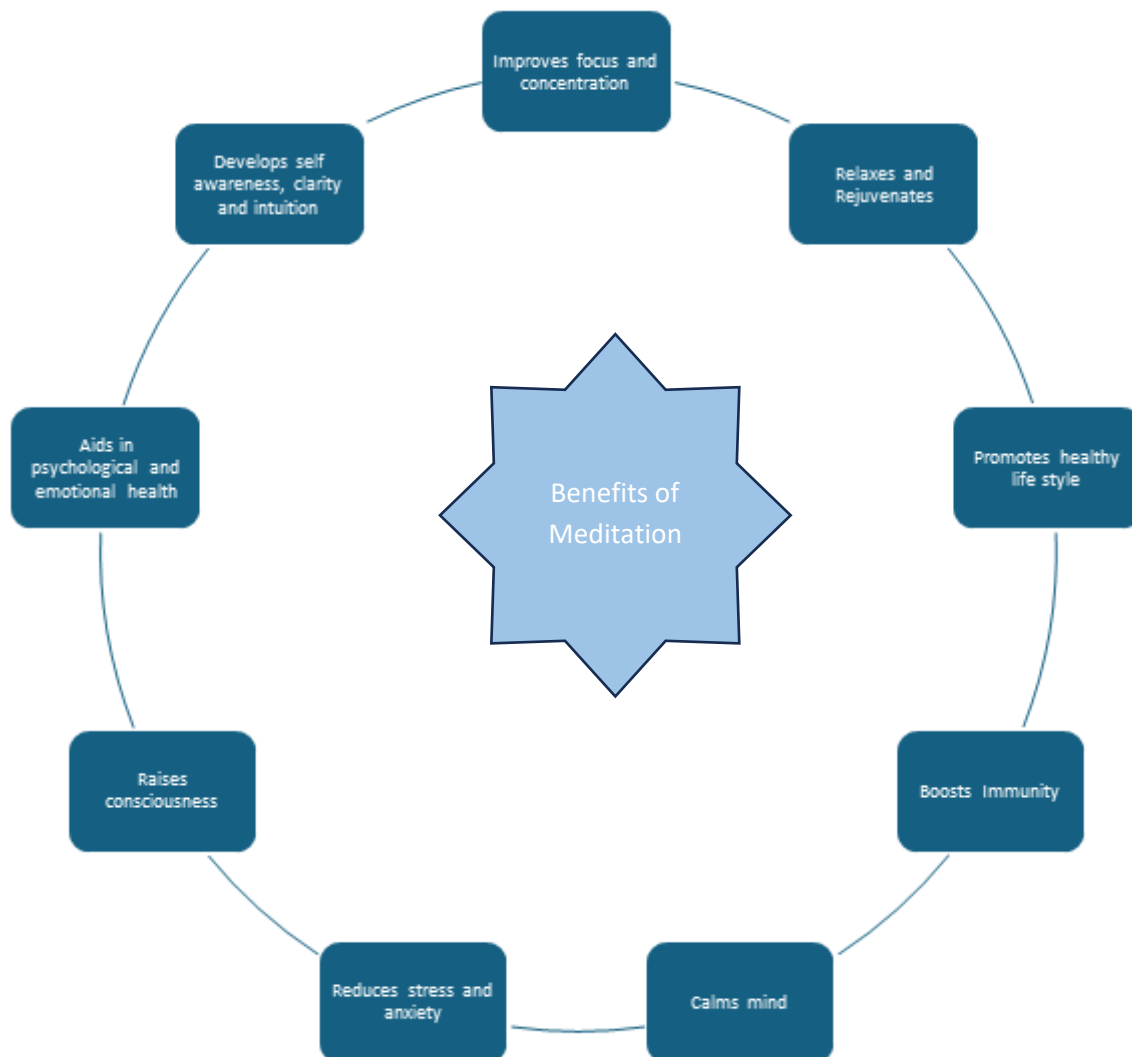 Improves focus and
concentration
Relaxes and
Rejuvenates
Promotes healthy
life style
Boosts Immunity
Calms mind
Reduces stress and
anxiety
Raises
consciousness
Aids in
psychological and
emotional health
Develops self
awareness, clarity
and intuition
Benefits of
Meditation